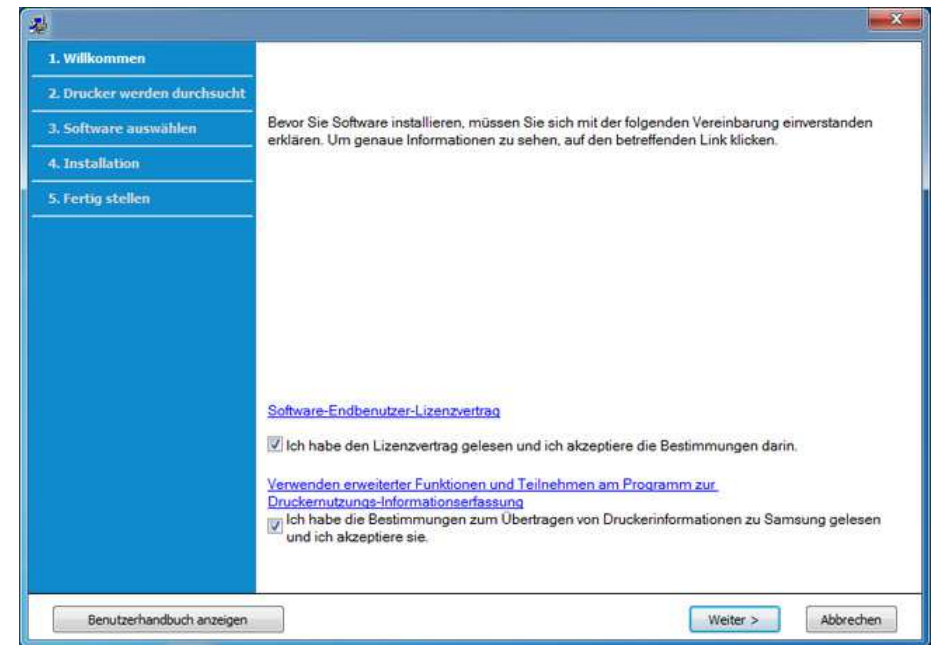 1. Willkommen
2. Drucker werden durchsucht
3. Software auswählen
4. Installation
5. Fertig stellen
Bevor Sie Software installieren, müssen Sie sich mit der folgenden Vereinbarung einverstanden
erklären. Um genaue Informationen zu sehen, auf den betreffenden Link klicken.
Software-Endbenutzer-Lizenzvertrag
Ich habe den Lizenzvertrag gelesen und ich akzeptiere die Bestimmungen darin.
Verwenden erweiterter Funktionen und Teilnehmen am Programm zur
Druckernutzungs-Informationserfassung
Ich habe die Bestimmungen zum Übertragen von Druckerinformationen zu Samsung gelesen
und ich akzeptiere sie.
Benutzerhandbuch anzeigen
Weiter >
Abbrechen